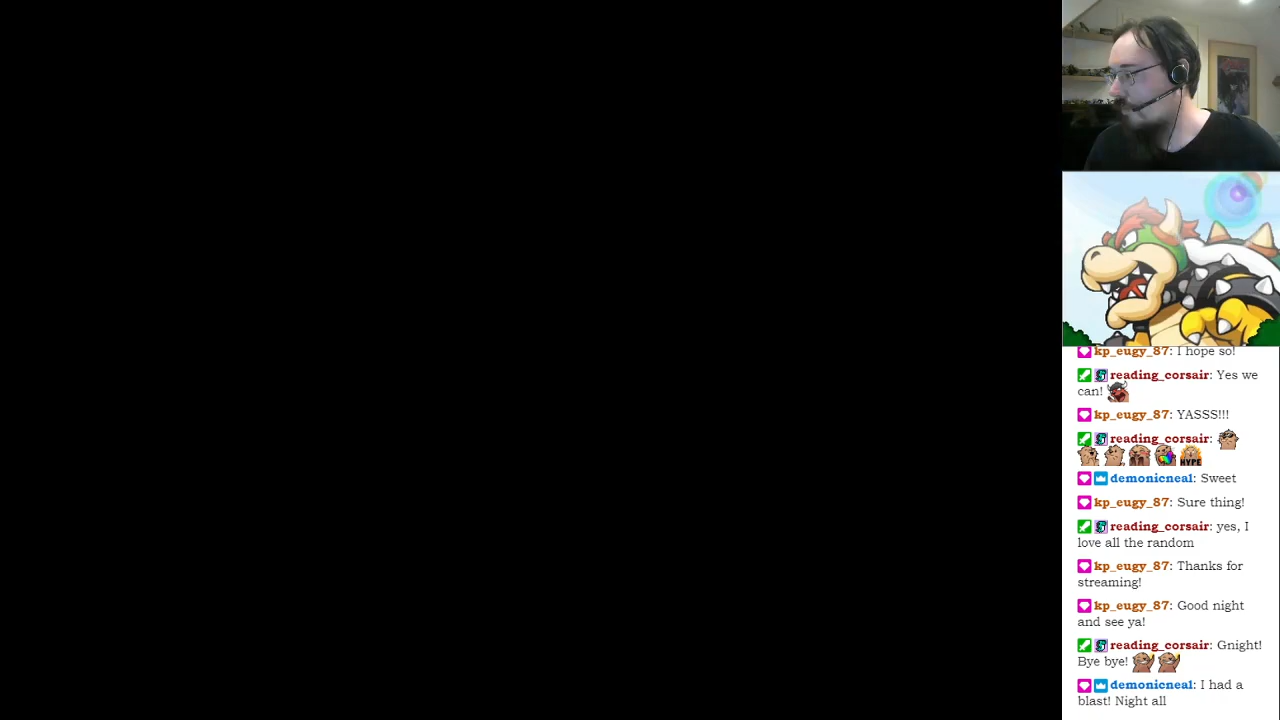 kp_eugy_87: I hope so!
reading_corsair: Yes we
can!
kp_eugy_87: YASSS!!!
reading_corsair:
HYPE
demonicneal: Sweet
kp_eugy_87: Sure thing!
reading_corsair: yes, I
love all the random
kp_eugy_87: Thanks for
streaming!
kp_eugy_87: Good night
and see ya!
reading_corsair: Gnight!
Bye bye!
demonicneal: I had a
blast! Night all